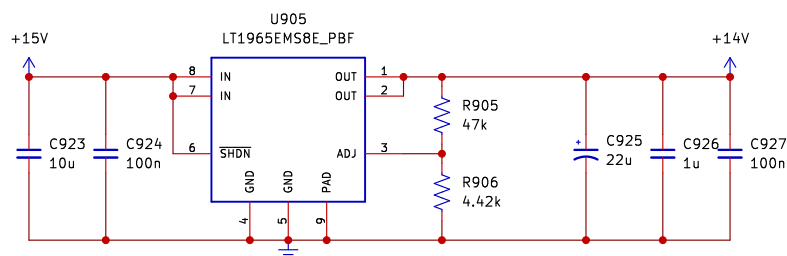 U905
LT1965EMS8E_PBF
+15V
+14V
8 IN
OUT 1
7 IN
OUT 2
R905
47k
C923
10u
C924
100n
6 SHDN
ADJ 3
C925
+
22u
C926
1u
C927
100n
GND
GND
PAD
R906
4.42k
4
5
9